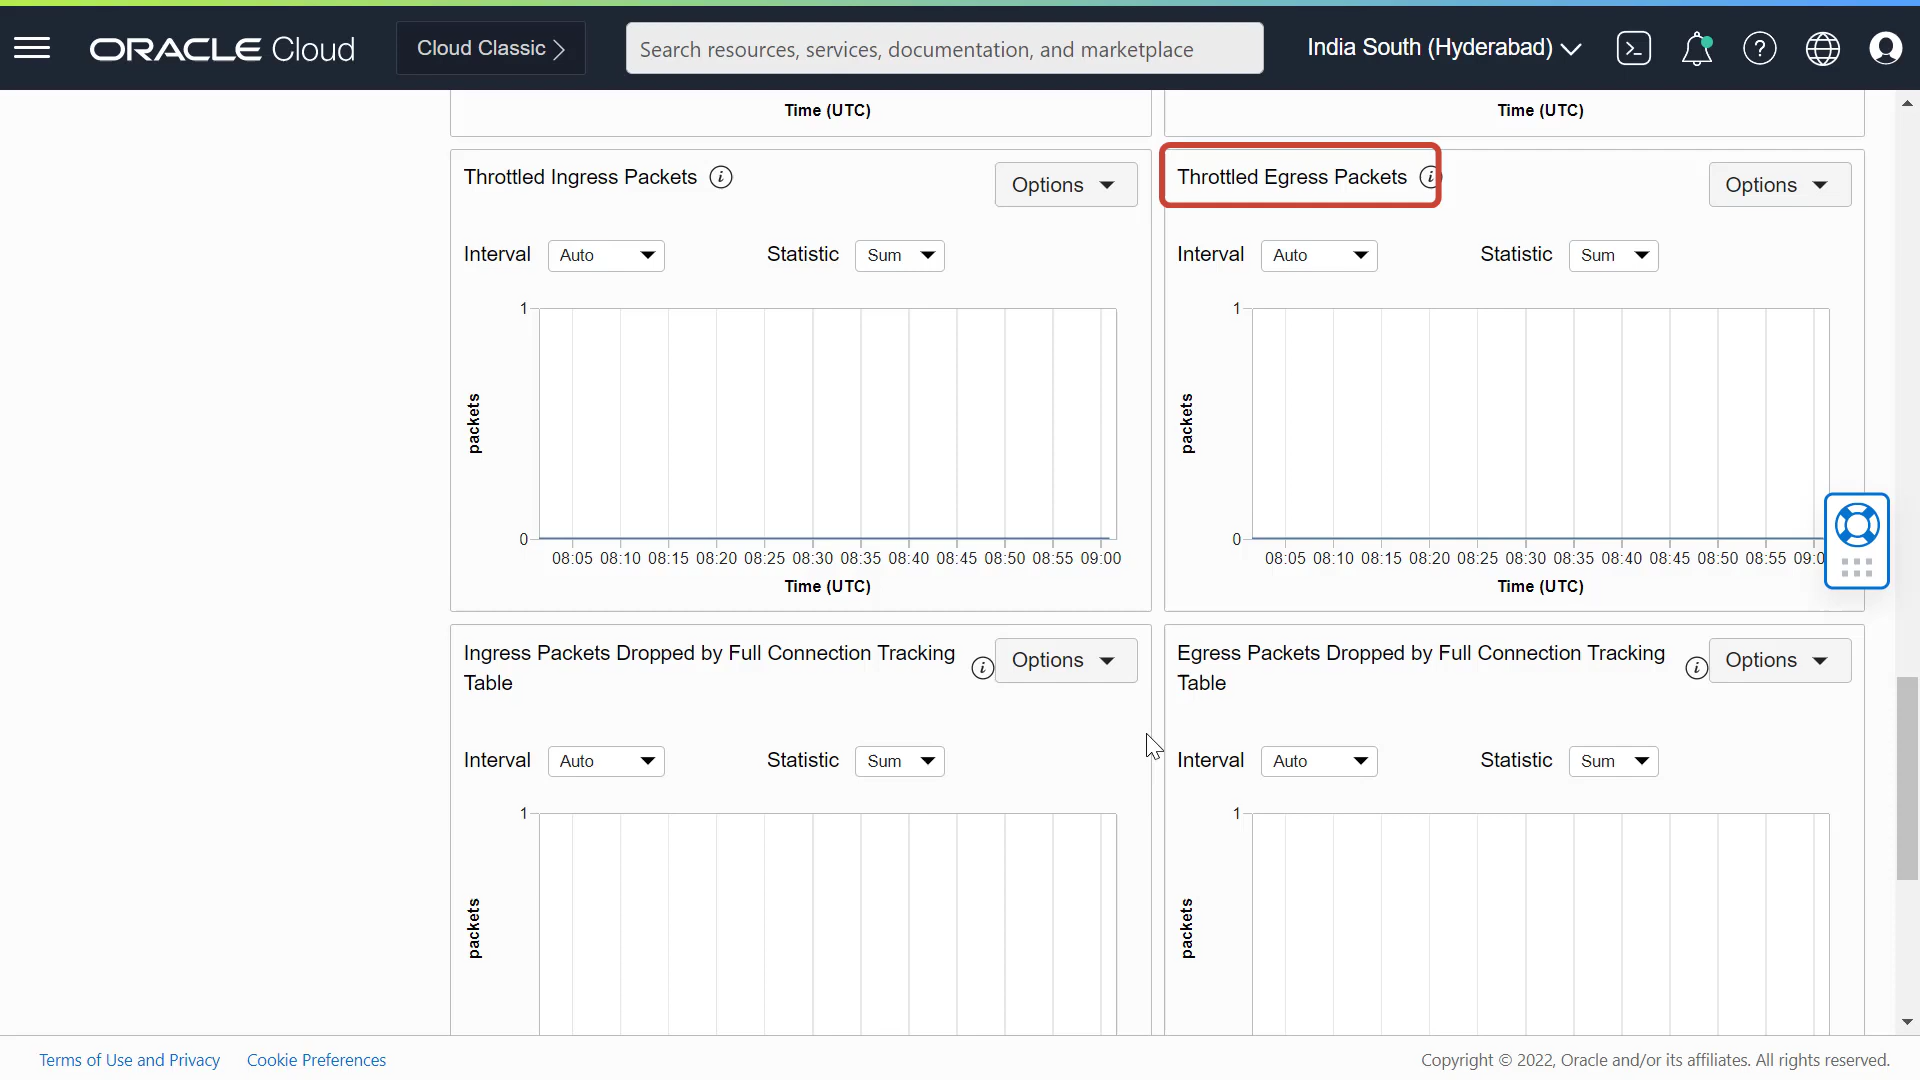 ORACLE Cloud
Cloud Classic
Search resources, services, documentation, and marketplace
India South (Hyderabad)
Time (UTC)
Time (UTC)
Throttled Ingress Packets
Options
Interval
Auto
Statistic
Sum
1
packets
0
08:05 08:10 08:15 08:20 08:25 08:30 08:35 08:40 08:45 08:50 08:55 09:00
Time (UTC)
Throttled Egress Packets
Options
Interval
Auto
Statistic
Sum
1
packets
0
08:05 08:10 08:15 08:20 08:25 08:30 08:35 08:40 08:45 08:50 08:55 09:0
Time (UTC)
Ingress Packets Dropped by Full Connection Tracking
Table
Options
Interval
Auto
Statistic
Sum
1
packets
Egress Packets Dropped by Full Connection Tracking
Table
Options
Interval
Auto
Statistic
Sum
1
packets
Terms of Use and Privacy
Cookie Preferences
Copyright © 2022, Oracle and/or its affiliates. All rights reserved.